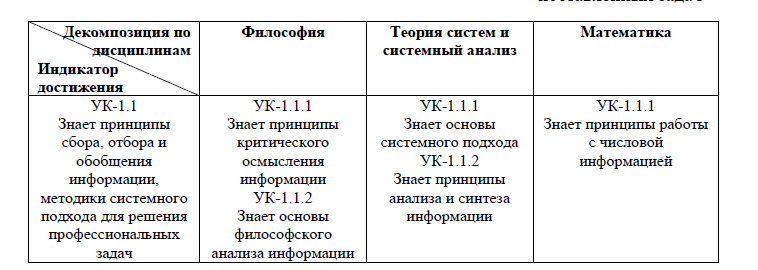 Декомпозиция по
дисциплинам
Индикатор
достижения
Философия
Теория систем и
системный анализ
Математика
УК-1.1
Знает принципы
сбора, отбора и
обобщения
информации,
методики системного
подхода для решения
профессиональных
задач
УК-1.1.1
Знает принципы
критического
осмысления
информации
УК-1.1.2
Знает основы
философского
анализа информации
УК-1.1.1
Знает основы
системного подхода
УК-1.1.2
Знает принципы
анализа и синтеза
информации
УК-1.1.1
Знает принципы работы
с числовой
информацией